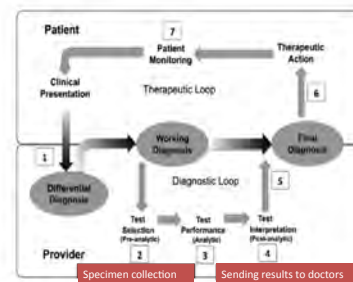 Patient
7
Patient
Monitoring
Therapeutic
Action
Clinical
Presentation
Therapeutic Loop
6
1
Working
Diagnosis
Final
Diagnosis
Differential
Diagnosis
Diagnostic Loop
5
Test
Selection
(Pre-analytic)
Test
Performance
(Analytic)
Test
Interpretation
(Post-analytic)
Provider
2
3
4
Specimen collection
Sending results to doctors